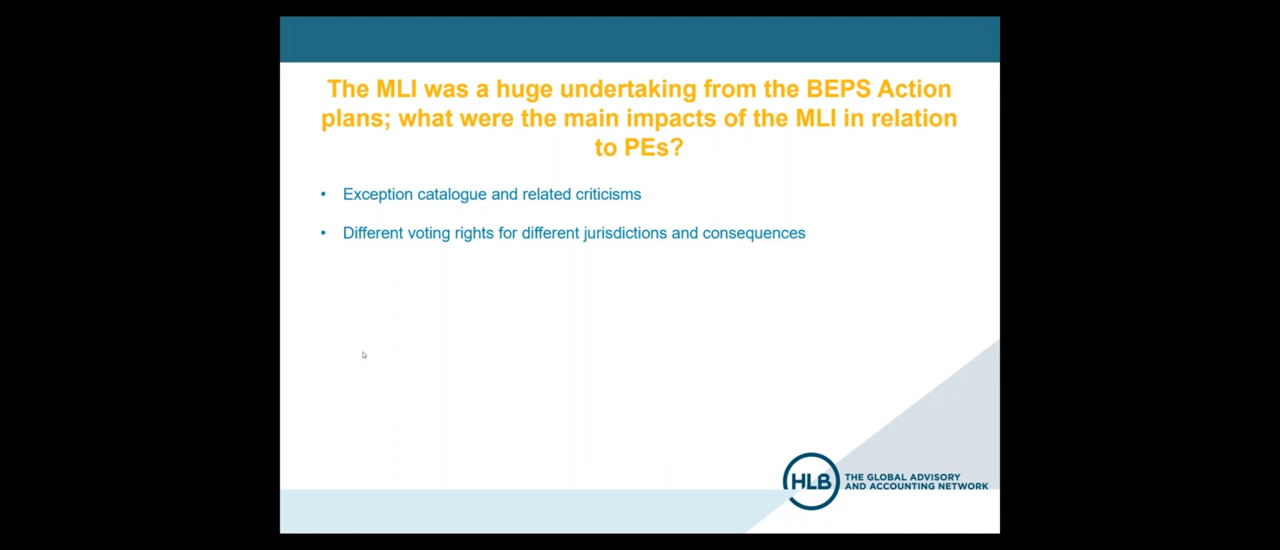 The MLI was a huge undertaking from the BEPS Action
plans; what were the main impacts of the MLI in relation
to PEs?
• Exception catalogue and related criticisms
• Different voting rights for different jurisdictions and consequences
HLB
THE GLOBAL ADVISORY
AND ACCOUNTING NETWORK